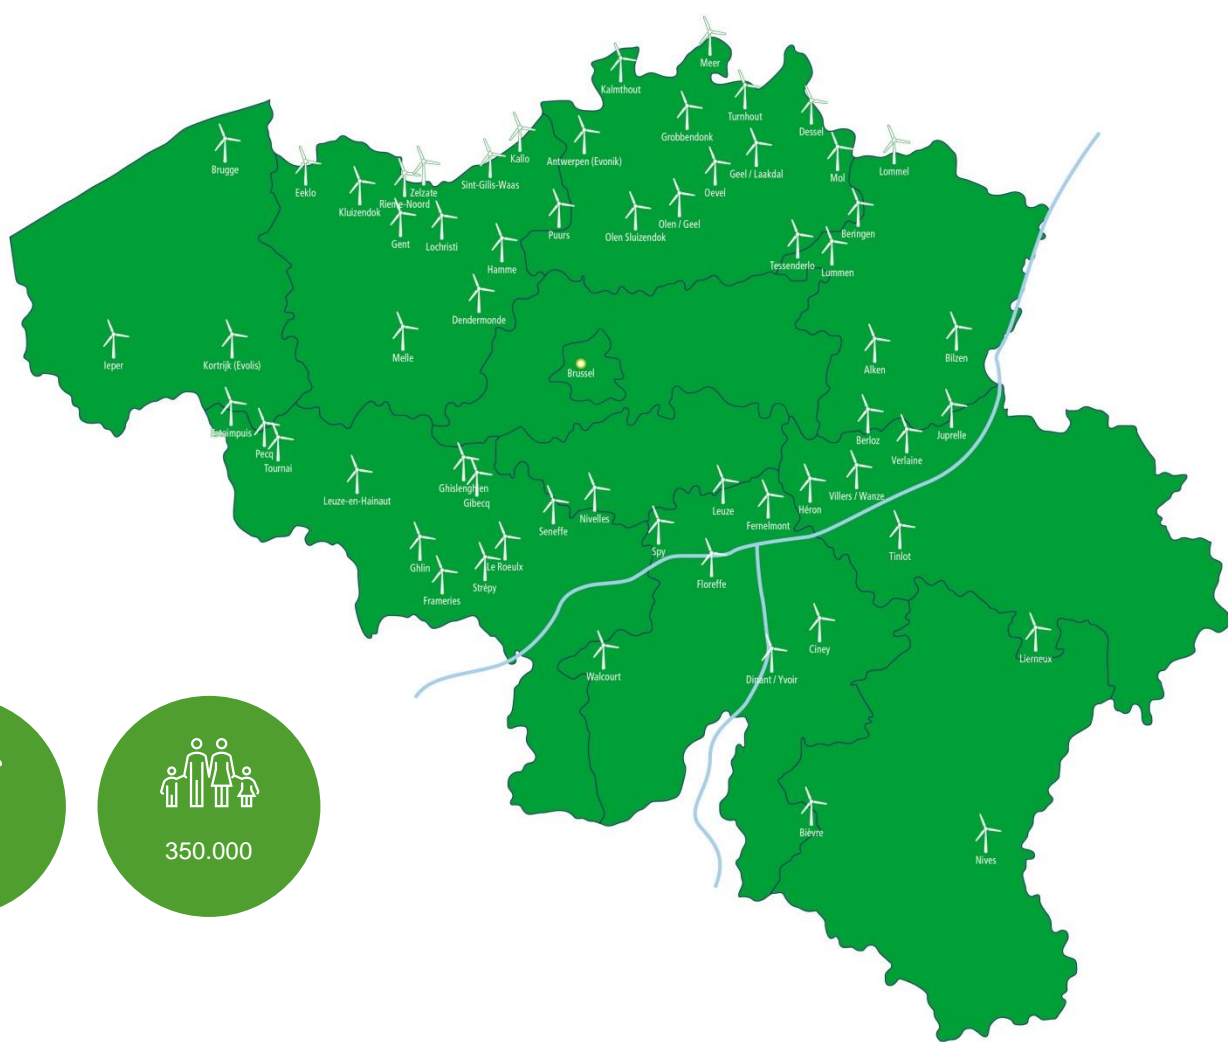 Meer
Kalmthout
Turnhout
Grobbendonk
Dessel
Kallo
Antwerpen (Evonik)
Brugge
Geel / Laakdal
Mol
Lommel
Eeklo
Zelzate
Sint-Gillis-Waas
Oevel
Kluizendok
Rieme-Noord
Gent
Lochristi
Puurs
Olen Sluizendok
Olen / Geel
Beringen
Hamme
Tessenderlo
Lummen
Dendermonde
Ieper
Kortrijk (Evolis)
Melle
Brussel
Alken
Bilzen
Estaimpuis
Pecq
Tournai
Berloz
Juprelle
Verlaine
Leuze-en-Hainaut
Ghislenghien
Gibecq
Seneffe
Nivelles
Leuze
Fernelmont
Héron
Villers / Wanze
Spy
Tinlot
Ghlin
Le Roeulx
Strépy
Frameries
Floreffe
Ciney
Lierneux
Walcourt
Dinant / Yvoir
Bièvre
Nives
350.000